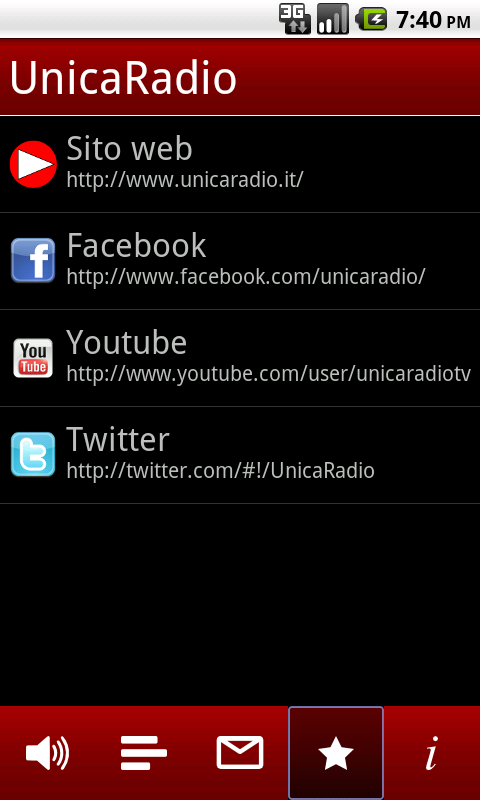 3G
7:40 PM
UnicaRadio
Sito web
http://www.unicaradio.it/
f
Facebook
http://www.facebook.com/unicaradio/
You
Tube
Youtube
http://www.youtube.com/user/unicaradiotv
t
Twitter
http://twitter.com/#!/UnicaRadio
i